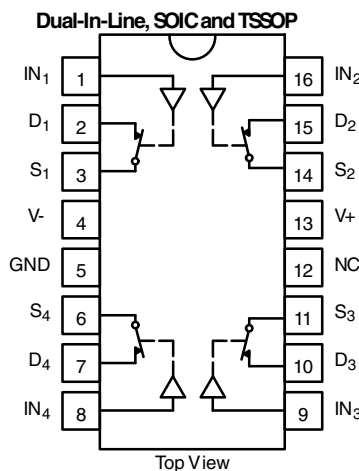 Dual-In-Line, SOIC and TSSOP
IN1 1 16 IN2
D1 2 15 D2
S1 3 14 S2
V- 4 13 V+
GND 5 12 NC
S4 6 11 S3
D4 7 10 D3
IN4 8 9 IN3
Top View